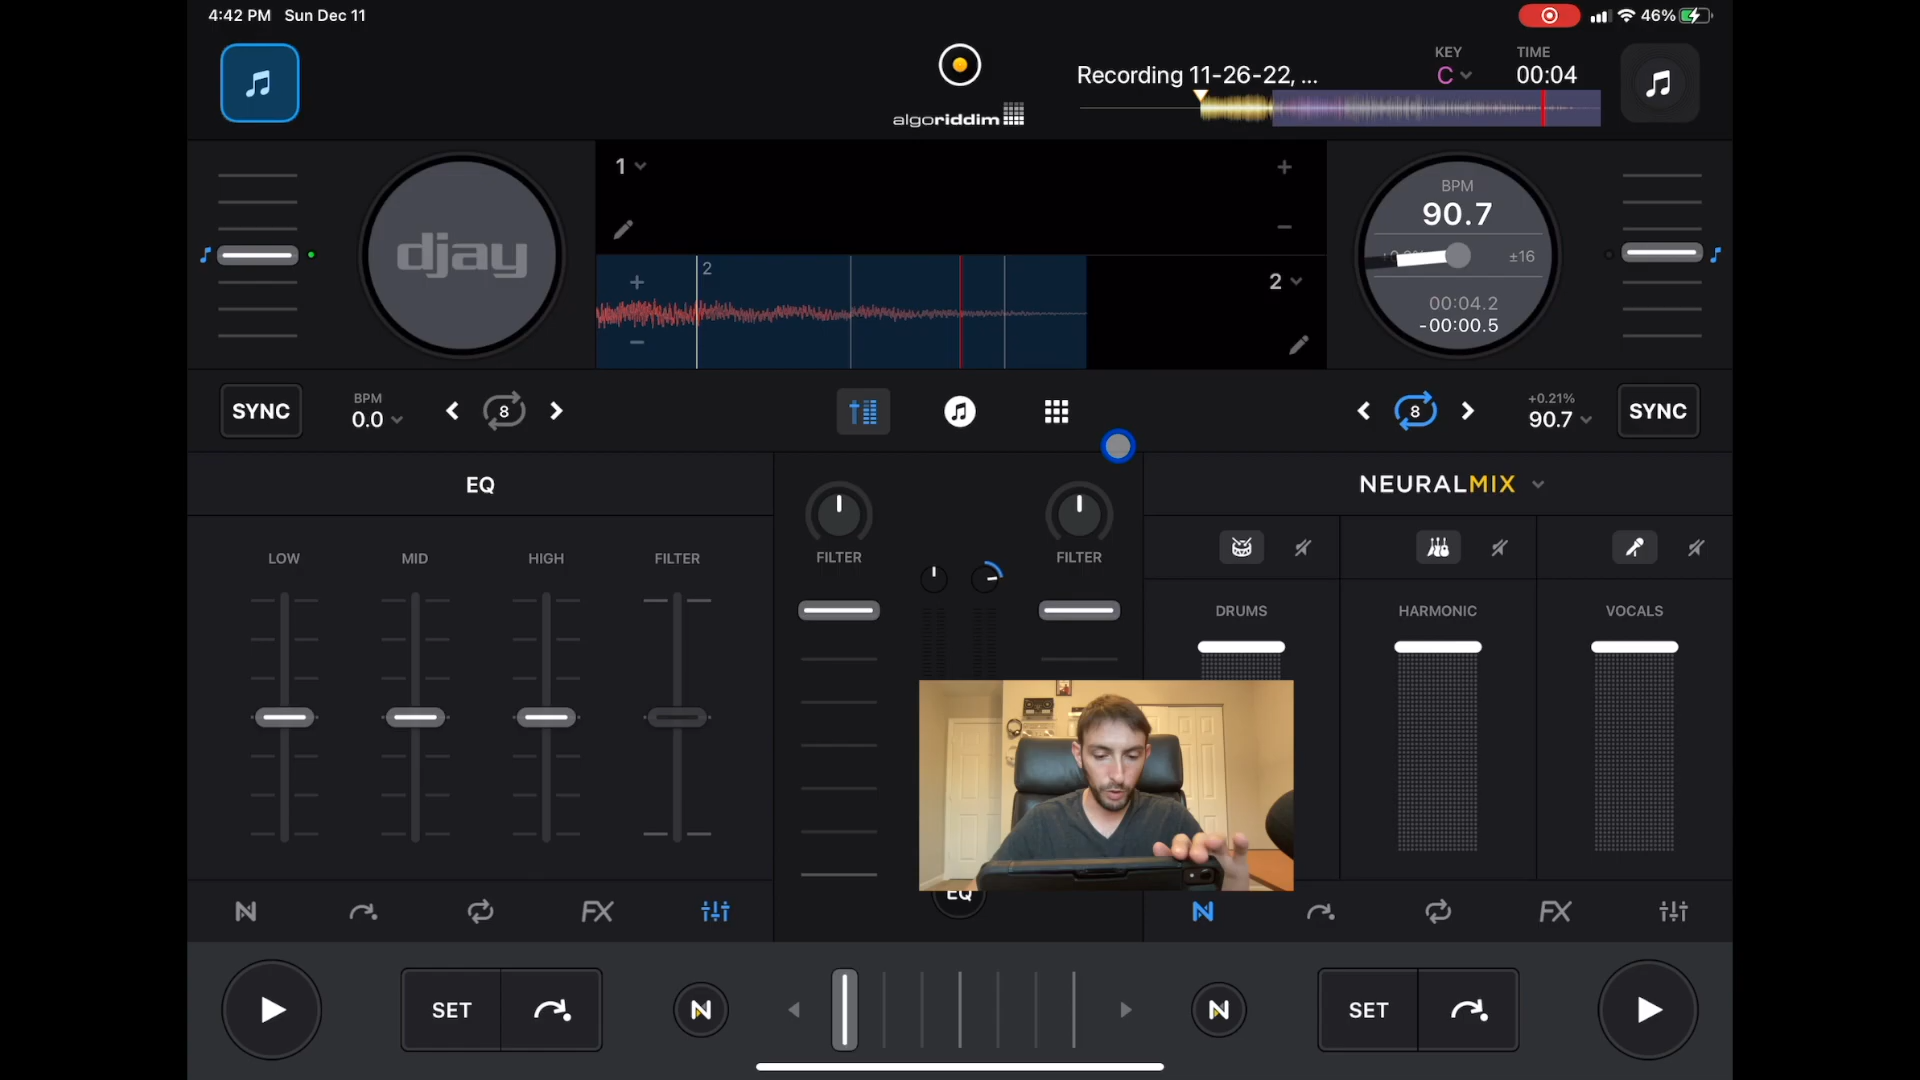 4:42 PM Sun Dec 11
46%
Recording 11-26-22, ...
KEY
C
TIME
00:04
algoriddim
1
djay
BPM
90.7
±16
00:04.2
-00:00.5
2
2
SYNC
BPM
0.0
8
8
+0.21%
90.7
SYNC
EQ
NEURALMIX
LOW
MID
HIGH
FILTER
FILTER
FILTER
DRUMS
HARMONIC
VOCALS
EQ
FX
FX
SET
SET